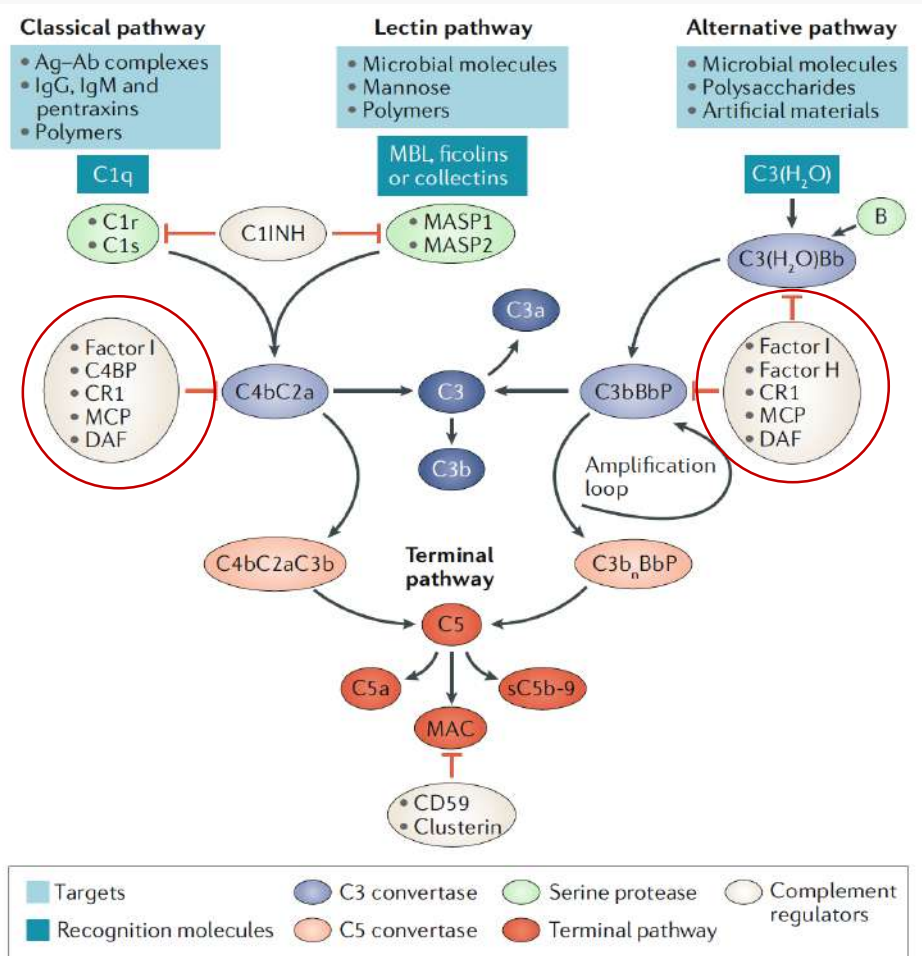 Classical pathway
• Ag–Ab complexes
• IgG, IgM and
pentraxins
• Polymers
C1q
• C1r
• C1s
Lectin pathway
• Microbial molecules
• Mannose
• Polymers
MBL, ficolins
or collectins
• MASP1
• MASP2
C1INH
Alternative pathway
• Microbial molecules
• Polysaccharides
• Artificial materials
C3(H₂O)
B
C3(H₂O)Bb
• Factor I
• C4BP
• CR1
• MCP
• DAF
C4bC2a
C3a
C3
C3b
C3bBbP
• Factor I
• Factor H
• CR1
• MCP
• DAF
Amplification
loop
C4bC2aC3b
Terminal
pathway
C3bₙBbP
C5
C5a
sC5b-9
MAC
• CD59
• Clusterin
Targets
Recognition molecules
C3 convertase
C5 convertase
Serine protease
Terminal pathway
Complement
regulators